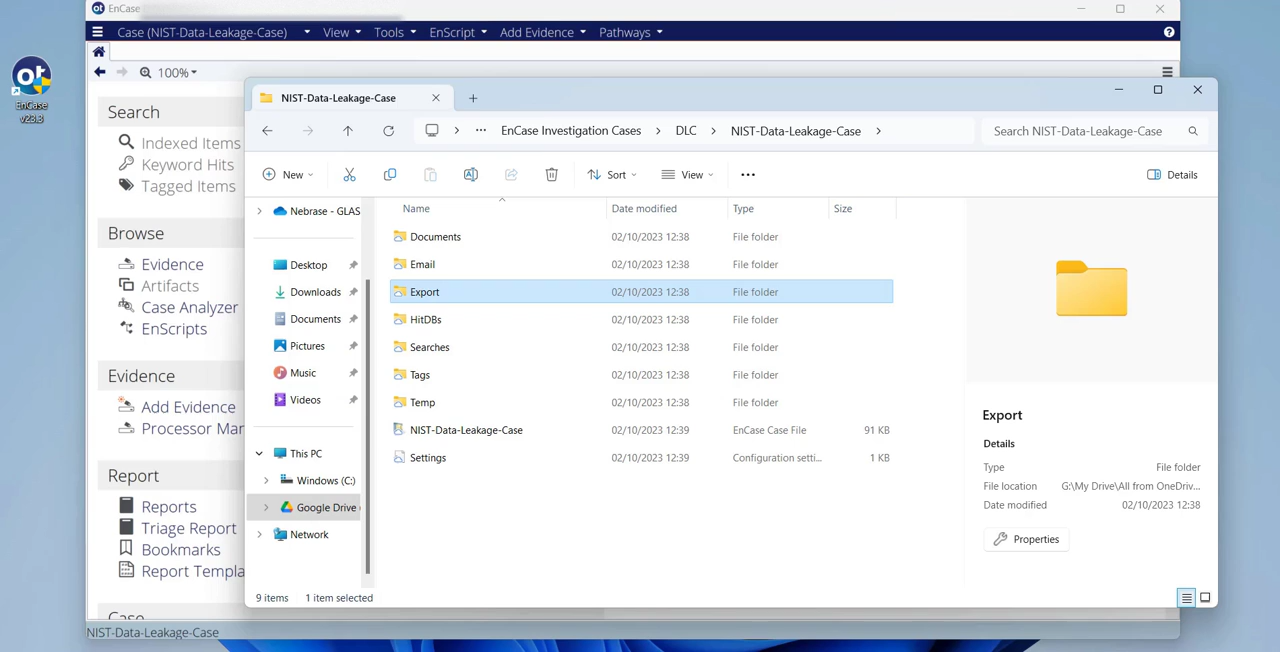 EnCase
Case (NIST-Data-Leakage-Case) View Tools EnScript Add Evidence Pathways
100%
EnCase
v23.3
Search
Indexed Items
Keyword Hits
Tagged Items
Browse
Evidence
Artifacts
Case Analyzer
EnScripts
Evidence
Add Evidence
Processor Mar
Report
Reports
Triage Report
Bookmarks
Report Templa
Case
NIST-Data-Leakage-Case
NIST-Data-Leakage-Case
EnCase Investigation Cases DLC NIST-Data-Leakage-Case
Search NIST-Data-Leakage-Case
New Sort View Details
Nebrase - GLAS
Desktop
Downloads
Documents
Pictures
Music
Videos
This PC
Windows (C:)
Google Drive
Network
Name Date modified Type Size
Documents 02/10/2023 12:38 File folder
Email 02/10/2023 12:38 File folder
Export 02/10/2023 12:38 File folder
HitDBs 02/10/2023 12:38 File folder
Searches 02/10/2023 12:38 File folder
Tags 02/10/2023 12:38 File folder
Temp 02/10/2023 12:38 File folder
NIST-Data-Leakage-Case 02/10/2023 12:39 EnCase Case File 91 KB
Settings 02/10/2023 12:39 Configuration setti... 1 KB
Export
Details
Type File folder
File location G:\My Drive\All from OneDriv...
Date modified 02/10/2023 12:38
Properties
9 items 1 item selected